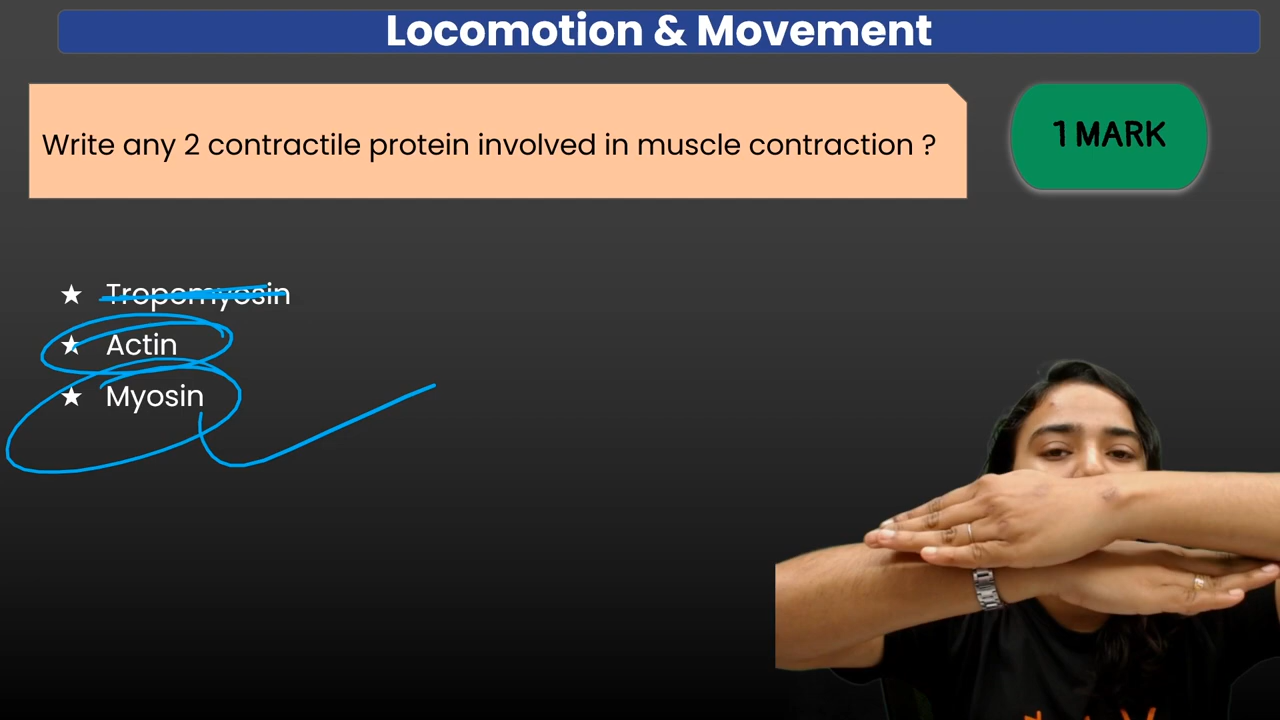 Locomotion & Movement
Write any 2 contractile protein involved in muscle contraction ?
1 MARK
★ Tropomyosin
★ Actin
★ Myosin